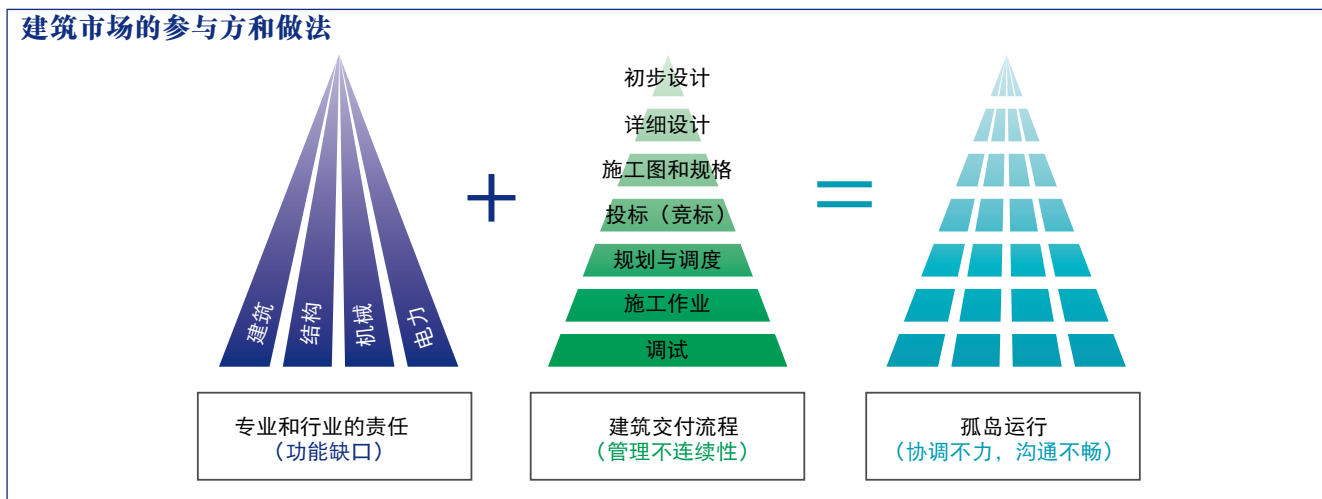 建筑市场的参与方和做法
建筑
结构
机械
电力
+
初步设计
详细设计
施工图和规格
投标（竞标）
规划与调度
施工作业
调试
=
专业和行业的责任
（功能缺口）
建筑交付流程
（管理不连续性）
孤岛运行
（协调不力，沟通不畅）